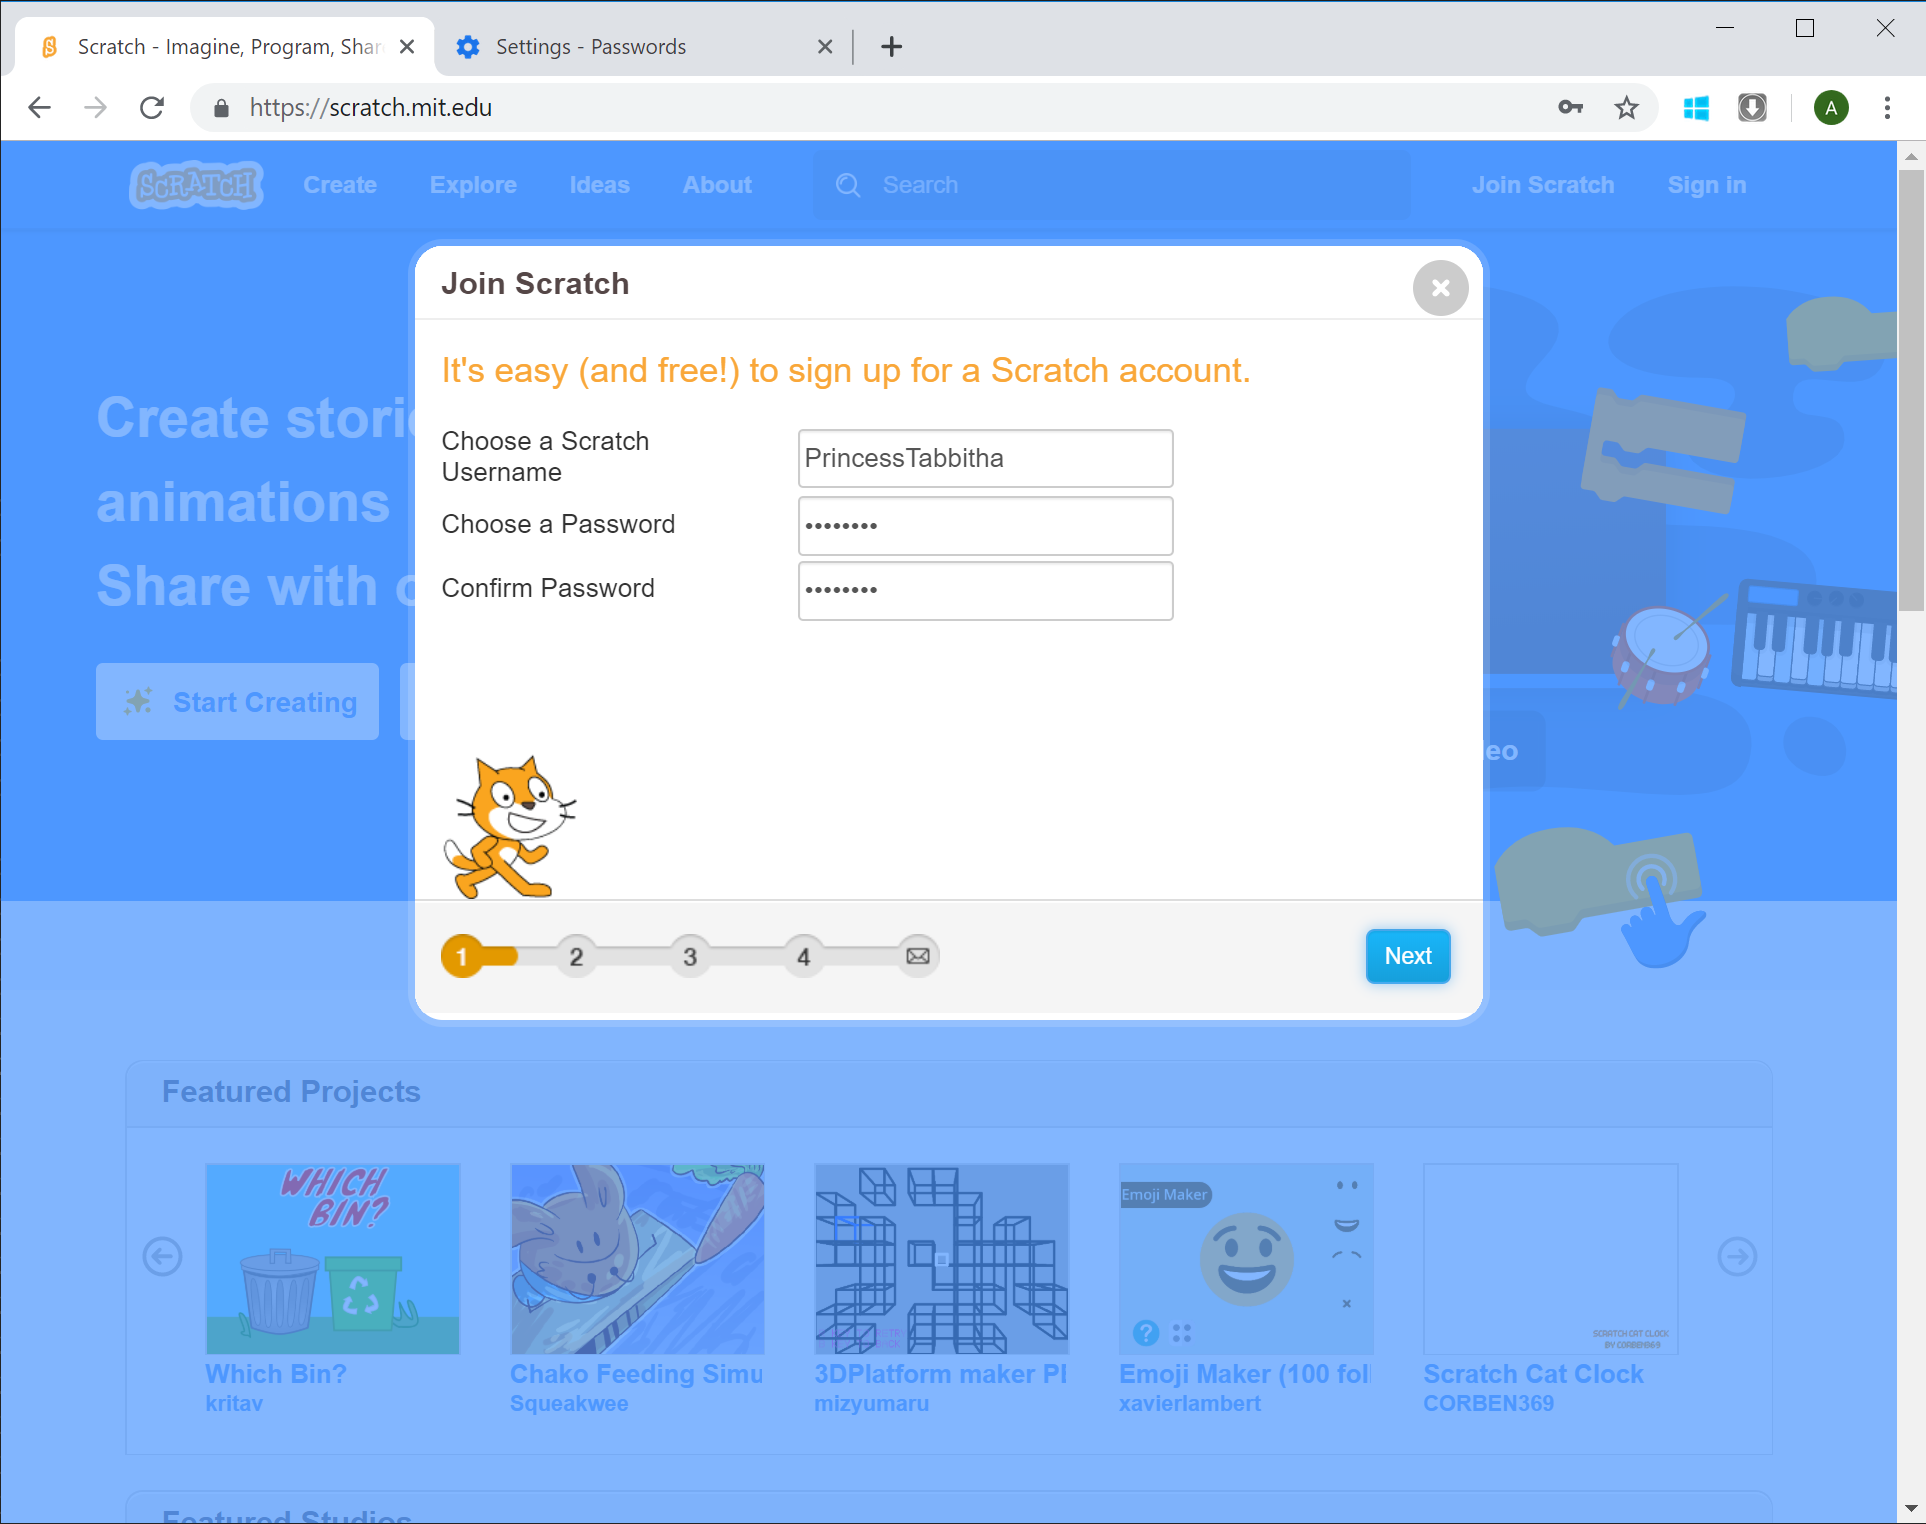 Scratch - Imagine, Program, Shar
Settings - Passwords
https://scratch.mit.edu
A
SCRATCH
Create
Explore
Ideas
About
Search
Join Scratch
Sign in
Join Scratch
It's easy (and free!) to sign up for a Scratch account.
Choose a Scratch
Username
PrincessTabbitha
Choose a Password
••••••••
Confirm Password
••••••••
Create stori
animations
Share with
Start Creating
eo
1
2
3
4
Next
Featured Projects
WHICH
BIN?
Emoji Maker
?
SCRATCH CAT CLOCK
BY CORBEN369
Which Bin?
kritav
Chako Feeding Simu
Squeakwee
3DPlatform maker
mizyumaru
Emoji Maker (100 fol
xavierlambert
Scratch Cat Clock
CORBEN369
Featured Studios